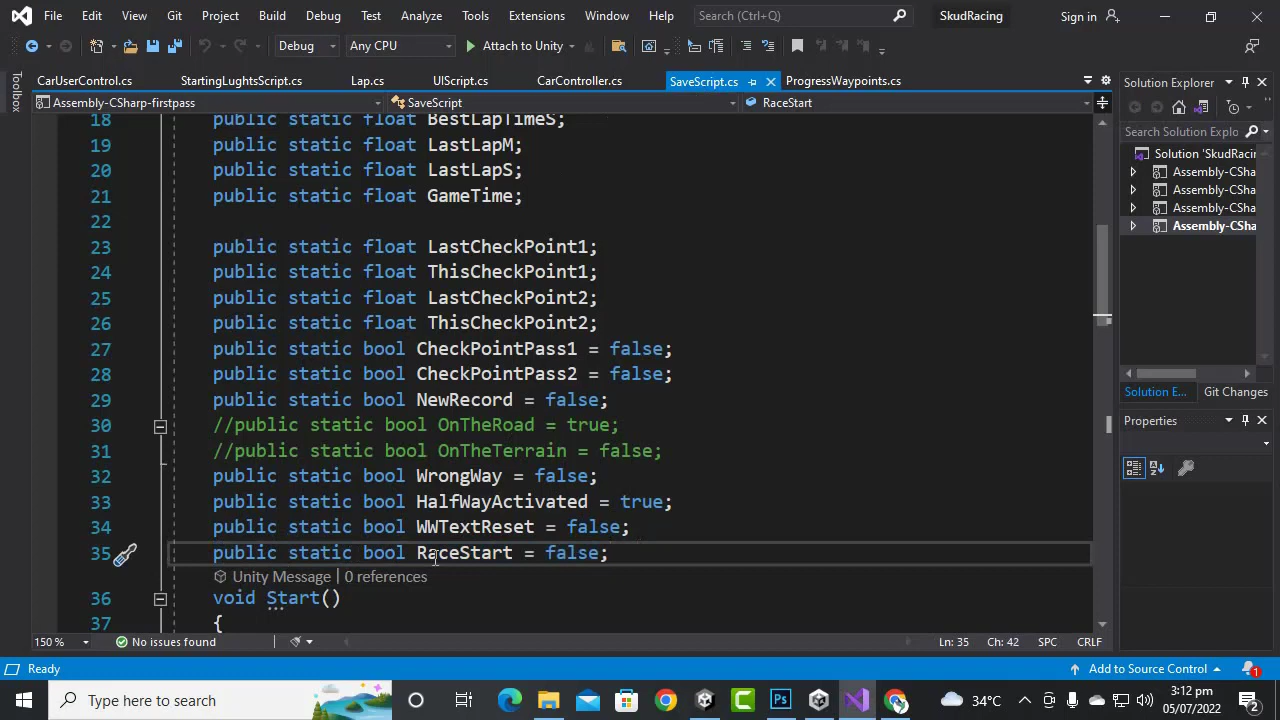 File Edit View Git Project Build Debug Test Analyze Tools Extensions Window Help Search (Ctrl+Q) SkudRacing Sign in
Debug Any CPU Attach to Unity
CarUserControl.cs StartingLughtsScript.cs Lap.cs UIScript.cs CarController.cs SaveScript.cs ProgressWaypoints.cs
Solution Explorer
Toolbox
Assembly-CSharp-firstpass SaveScript RaceStart
18 public static float BestLapTimeS;
19 public static float LastLapM;
20 public static float LastLapS;
21 public static float GameTime;
22
23 public static float LastCheckPoint1;
24 public static float ThisCheckPoint1;
25 public static float LastCheckPoint2;
26 public static float ThisCheckPoint2;
27 public static bool CheckPointPass1 = false;
28 public static bool CheckPointPass2 = false;
29 public static bool NewRecord = false;
30 //public static bool OnTheRoad = true;
31 //public static bool OnTheTerrain = false;
32 public static bool WrongWay = false;
33 public static bool HalfWayActivated = true;
34 public static bool WWTextReset = false;
35 public static bool RaceStart = false;
Unity Message | 0 references
36 void Start()
37 {
Search Solution Explo
Solution 'SkudRacing
Assembly-CSha
Assembly-CSha
Assembly-CSha
Assembly-CSha
Solution E... Git Changes
Properties
150 % No issues found Ln: 35 Ch: 42 SPC CRLF
Ready Add to Source Control 1
Type here to search
Ps
34°C
3:12 pm
05/07/2022
2